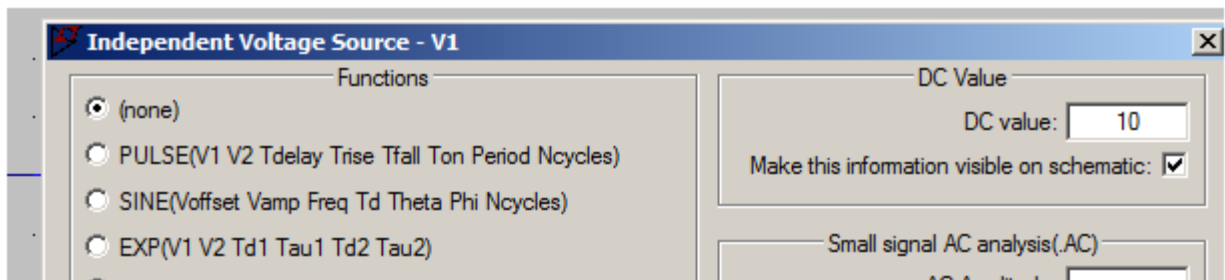 Independent Voltage Source - V1
Functions
(none)
PULSE(V1 V2 Tdelay Trise Tfall Ton Period Ncycles)
SINE(Voffset Vamp Freq Td Theta Phi Ncycles)
EXP(V1 V2 Td1 Tau1 Td2 Tau2)
DC Value
DC value: 10
Make this information visible on schematic:
Small signal AC analysis(.AC)